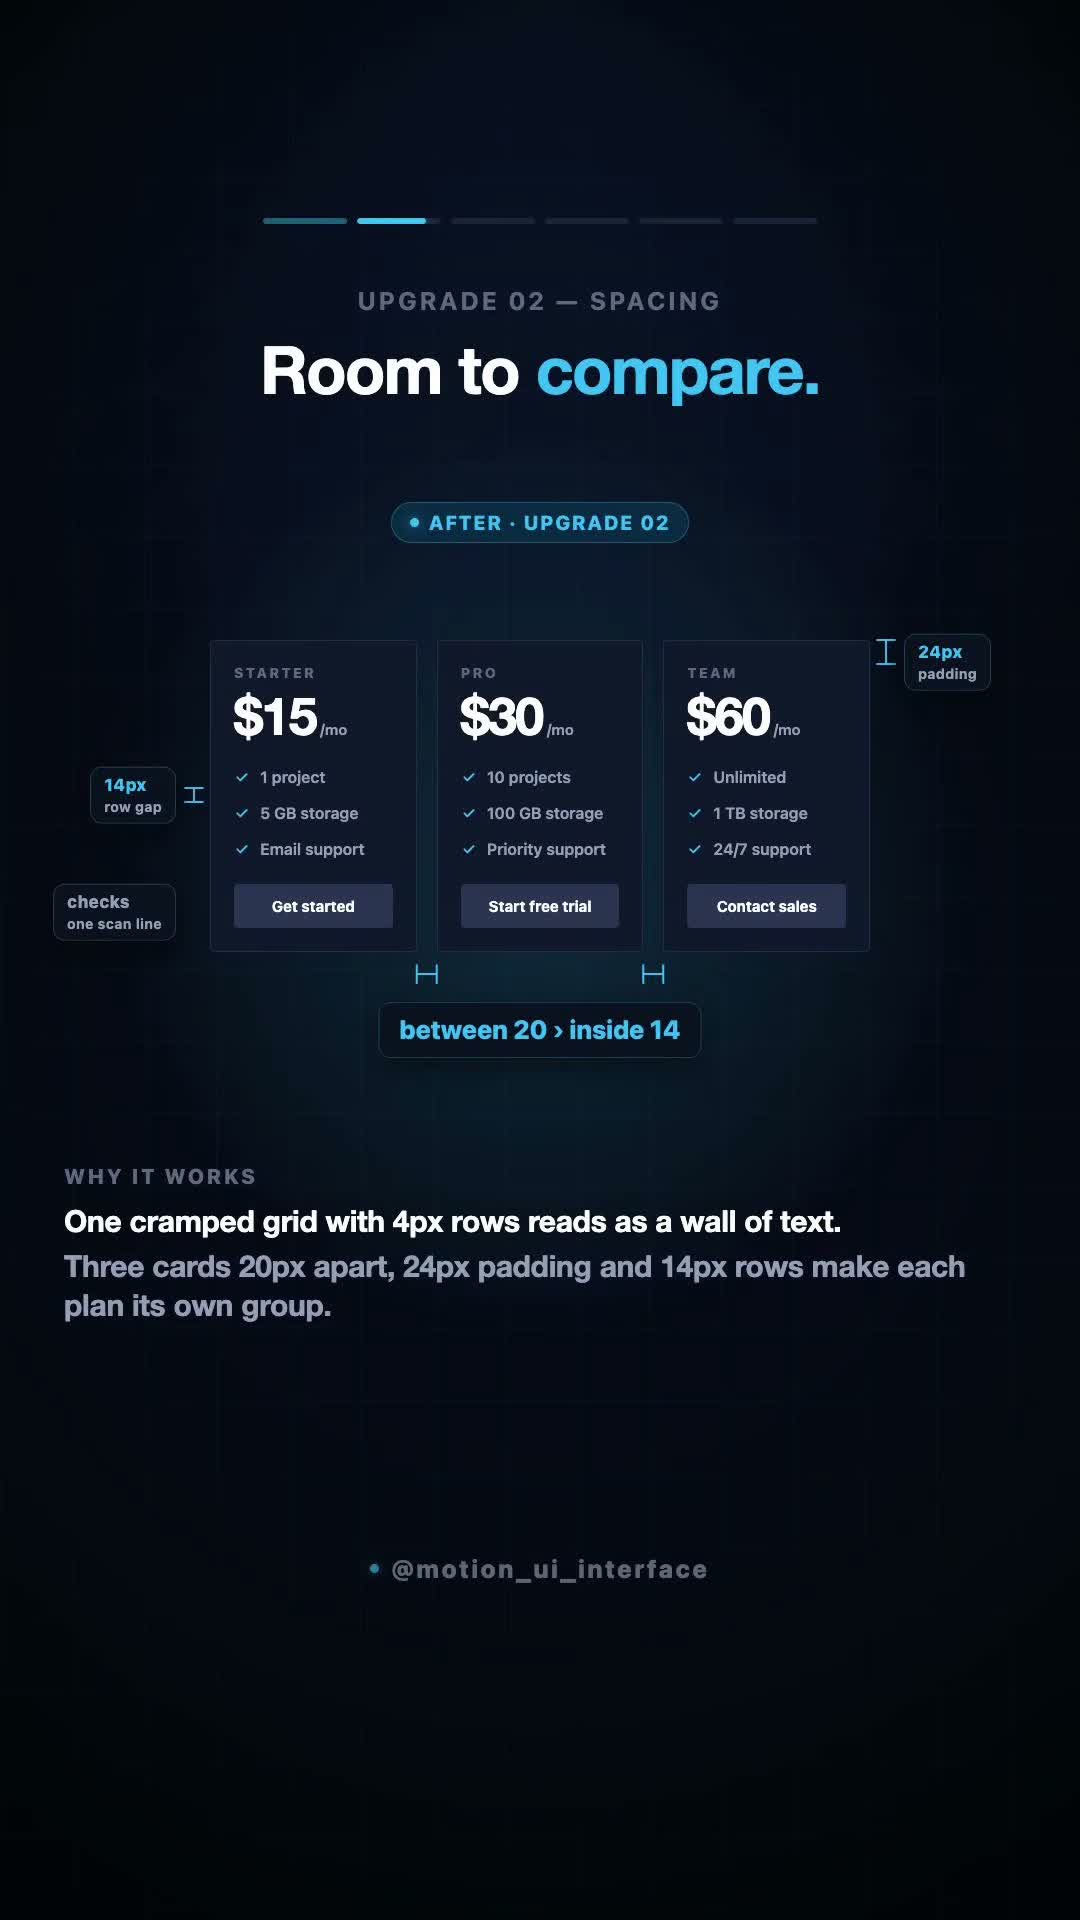 UPGRADE 02 — SPACING
Room to compare.
AFTER · UPGRADE 02
24px
padding
STARTER
$15/mo
1 project
5 GB storage
Email support
Get started
PRO
$30/mo
10 projects
100 GB storage
Priority support
Start free trial
TEAM
$60/mo
Unlimited
1 TB storage
24/7 support
Contact sales
14px
row gap
checks
one scan line
between 20 › inside 14
WHY IT WORKS
One cramped grid with 4px rows reads as a wall of text.
Three cards 20px apart, 24px padding and 14px rows make each
plan its own group.
@motion_ui_interface